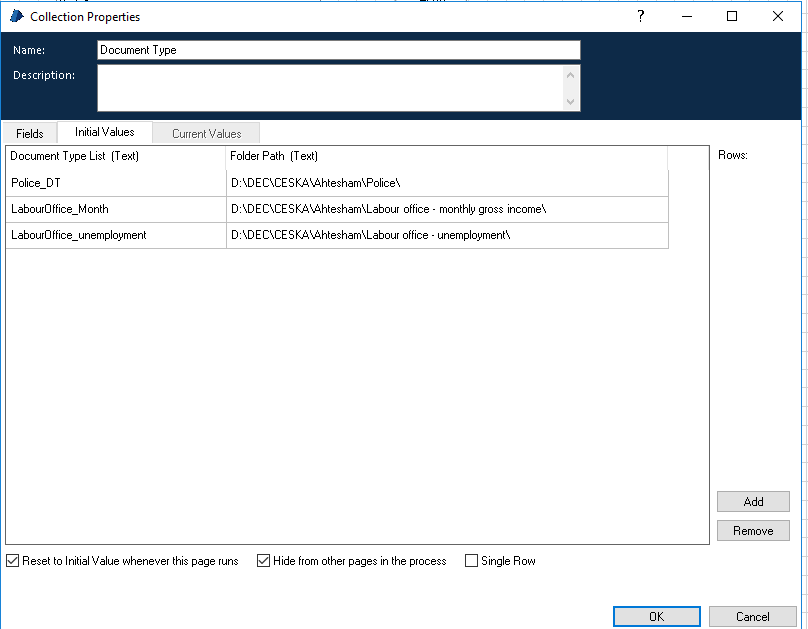 Collection Properties
Name: Document Type
Description:
Fields Initial Values Current Values
Document Type List (Text) Folder Path (Text) Rows:
Police_DT D:\DEC\CESKA\Ahtesham\Police\
LabourOffice_Month D:\DEC\CESKA\Ahtesham\Labour office - monthly gross income\
LabourOffice_unemployment D:\DEC\CESKA\Ahtesham\Labour office - unemployment\
Add
Remove
Reset to Initial Value whenever this page runs Hide from other pages in the process Single Row
OK Cancel